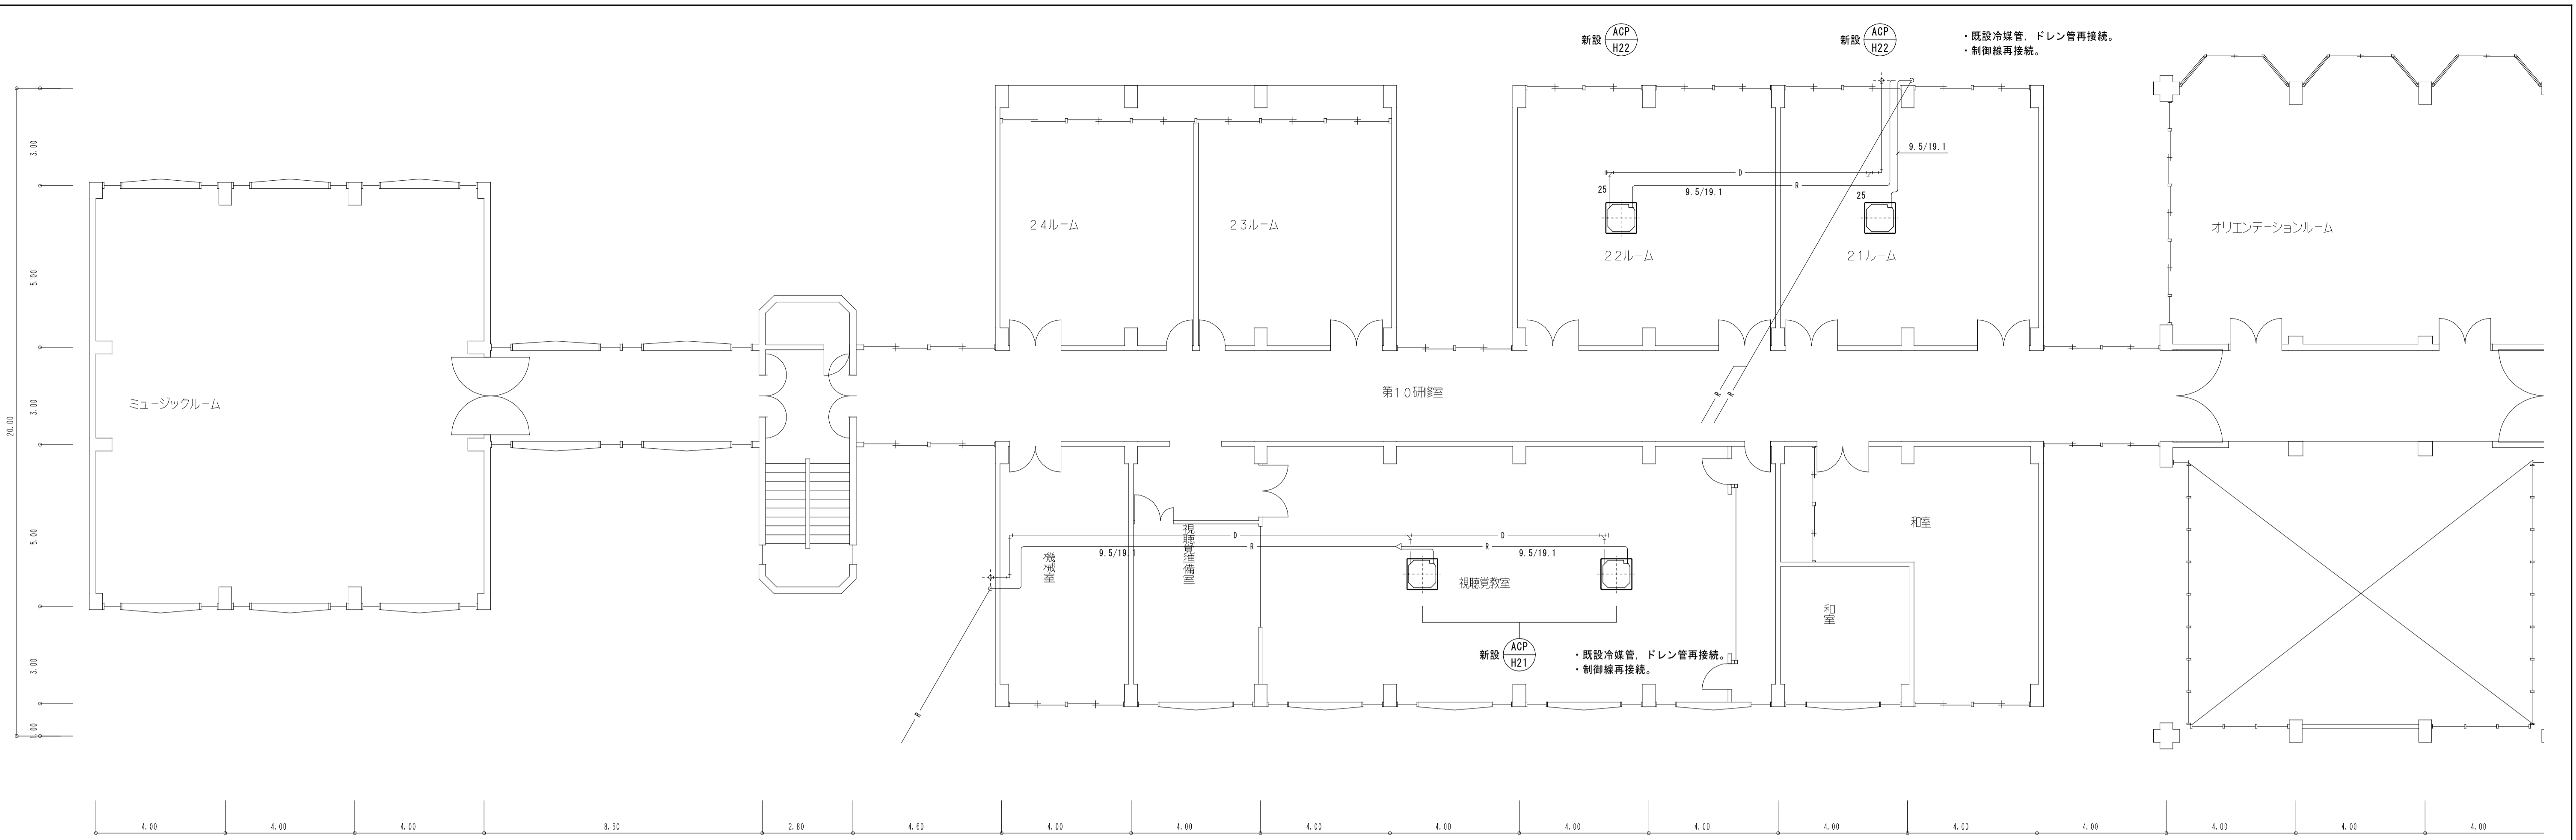 新設 ACP H22
新設 ACP H22
・既設冷媒管，ドレン管再接続。
・制御線再接続。
9.5/19.1
D
R
9.5/19.1
25
25
24ルーム
23ルーム
22ルーム
21ルーム
オリエンテーションルーム
ミュージックルーム
第10研修室
R
R
機械室
視聴覚準備室
視聴覚教室
和室
和室
D
D
R
R
9.5/19.1
9.5/19.1
新設 ACP H21
・既設冷媒管，ドレン管再接続。
・制御線再接続。
R
20.00
3.00
5.00
3.00
5.00
3.00
1.00
4.00 4.00 4.00 8.60 2.80 4.60 4.00 4.00 4.00 4.00 4.00 4.00 4.00 4.00 4.00 4.00 4.00 4.00